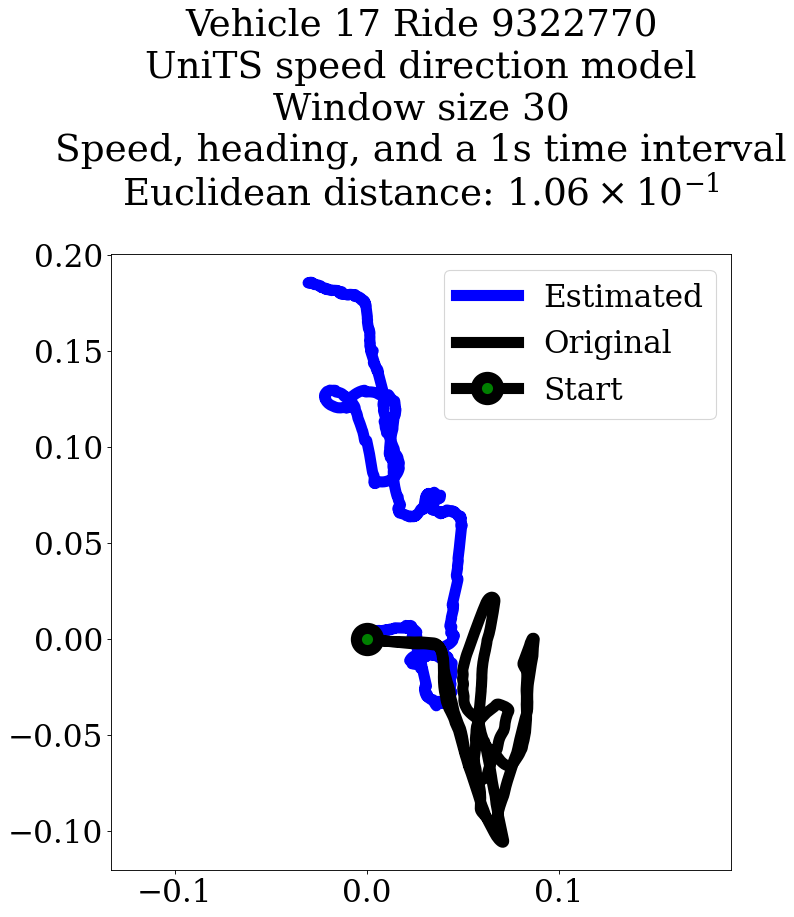 Vehicle 17 Ride 9322770
UniTS speed direction model
Window size 30
Speed, heading, and a 1s time interval
Euclidean distance: 1.06 × 10⁻¹
Estimated
Original
Start
0.20
0.15
0.10
0.05
0.00
−0.05
−0.10
−0.1 0.0 0.1